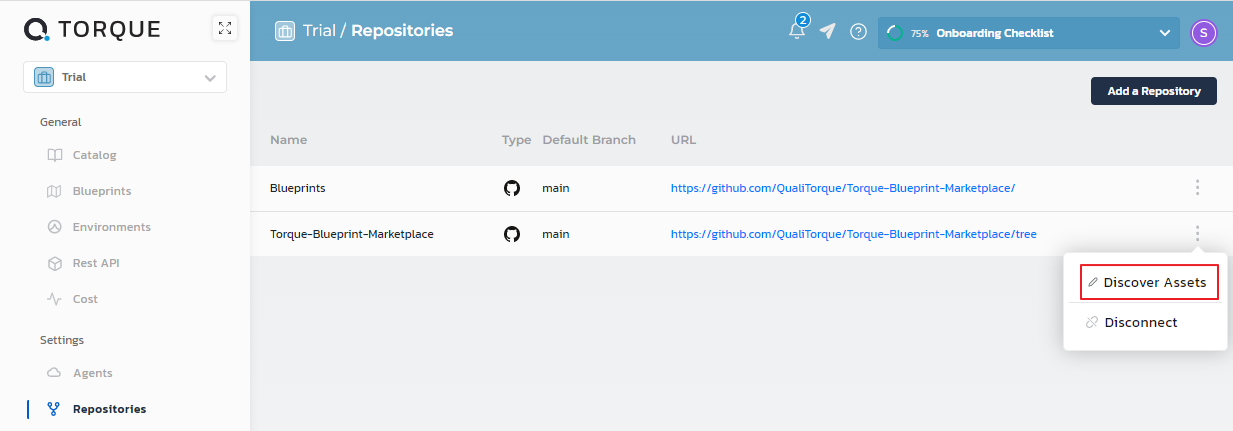 TORQUE
Trial / Repositories
2
75% Onboarding Checklist
S
Trial
Add a Repository
General
Catalog
Blueprints
Environments
Rest API
Cost
Settings
Agents
Repositories
Name Type Default Branch URL
Blueprints main https://github.com/QualiTorque/Torque-Blueprint-Marketplace/
Torque-Blueprint-Marketplace main https://github.com/QualiTorque/Torque-Blueprint-Marketplace/tree
Discover Assets
Disconnect